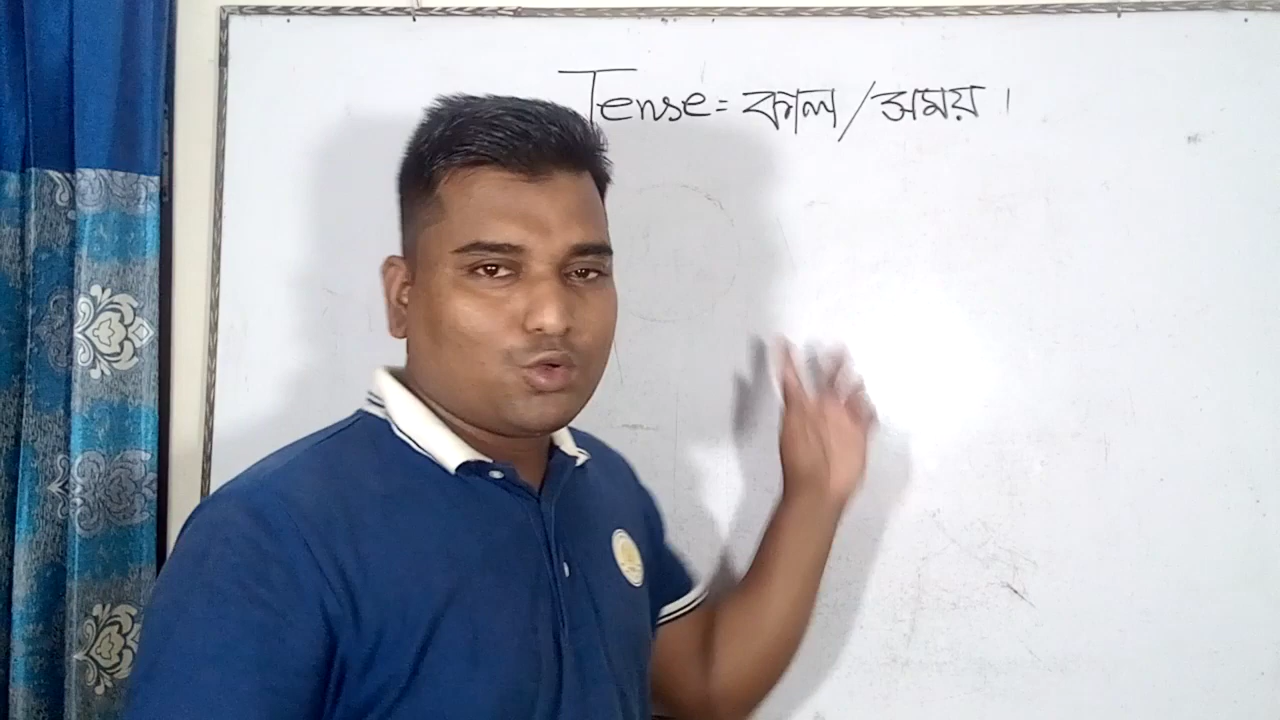 Tense = কাল / সময় ।